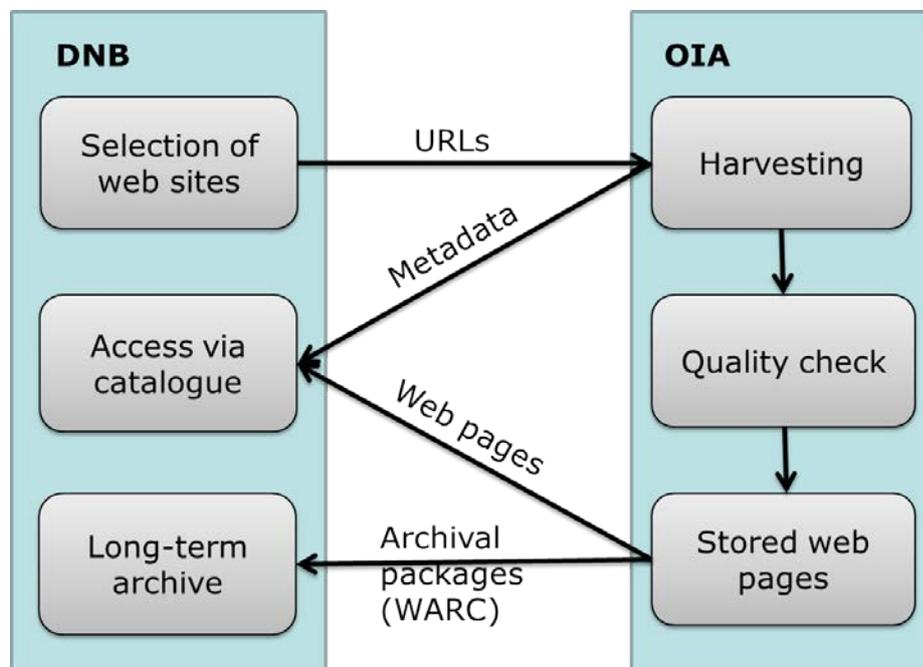 DNB
OIA
Selection of
web sites
URLs
Harvesting
Metadata
Access via
catalogue
Quality check
Web pages
Long-term
archive
Archival
packages
(WARC)
Stored web
pages